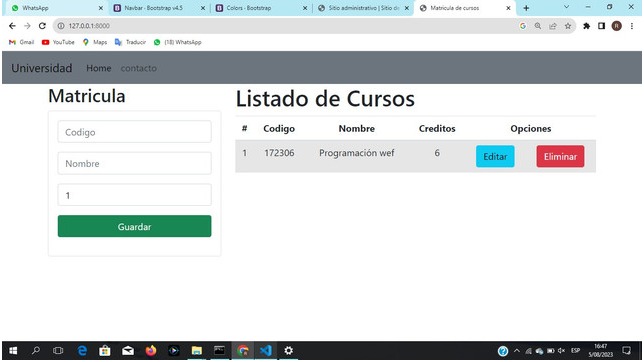 WhatsApp
Navbar · Bootstrap v4.5
Colors · Bootstrap
Sitio administrativo | Sitio d
Matricula de cursos
127.0.0.1:8000
Gmail YouTube Maps Traducir (18) WhatsApp
Universidad Home contacto
Matricula
Codigo
Nombre
1
Guardar
Listado de Cursos
# Codigo Nombre Creditos Opciones
1 172306 Programación wef 6 Editar Eliminar
ESP
16:47
5/08/2023